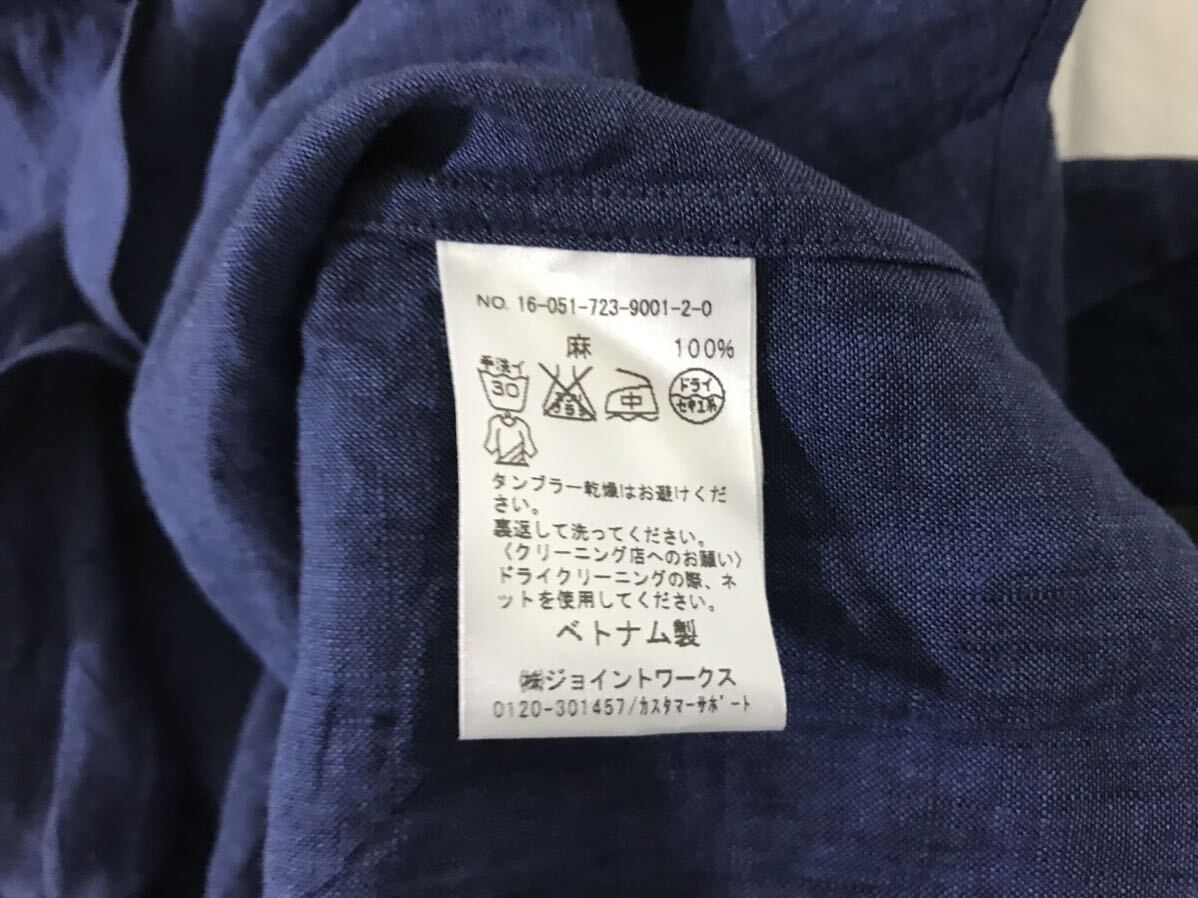 NO. 16-051-723-9001-2-0
麻 100%
手洗イ
30
中
ドライ
セキユ系
タンブラー乾燥はお避けくだ
さい。
裏返して洗ってください。
〈クリーニング店へのお願い〉
ドライクリーニングの際、ネ
ットを使用してください。
ベトナム製
㈱ジョイントワークス
0120-301457/カスタマーサポート